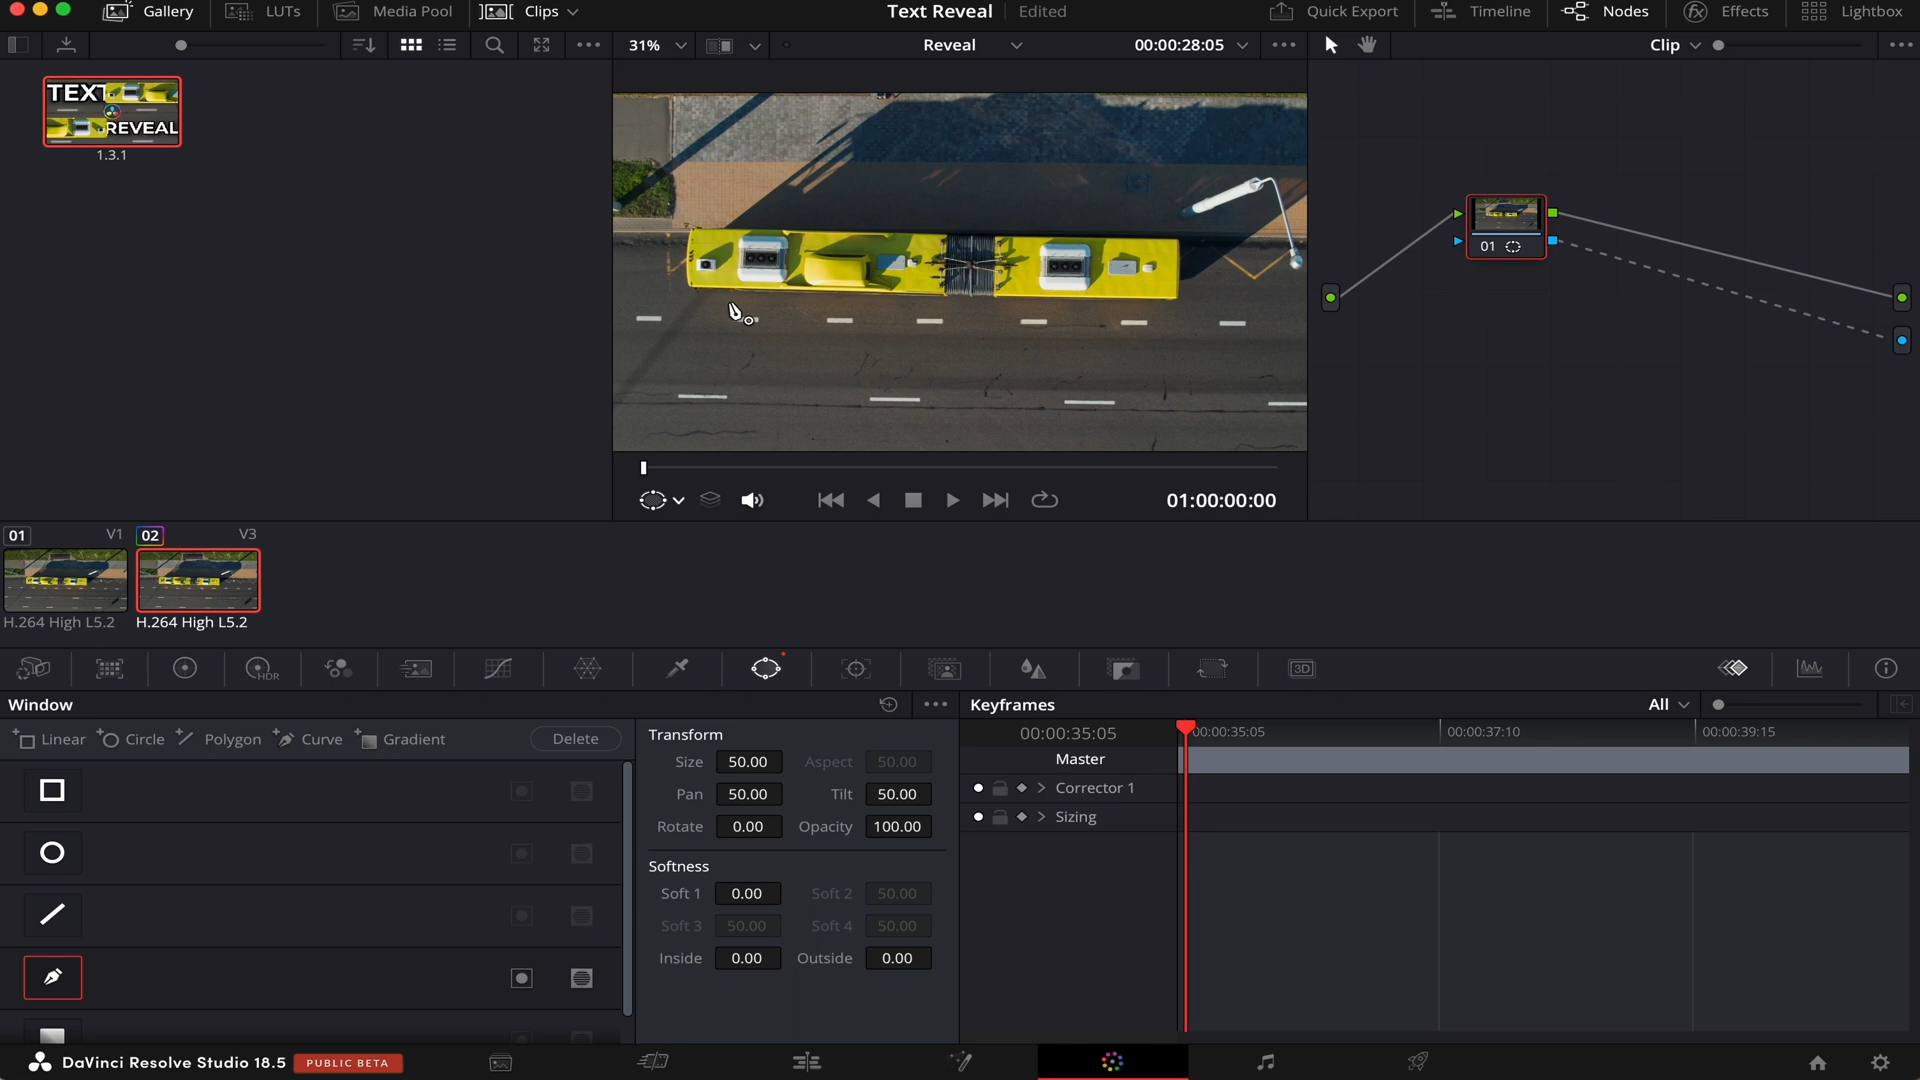 Gallery
LUTs
Media Pool
Clips
Text Reveal
Edited
Quick Export
Timeline
Nodes
Effects
Lightbox
31%
Reveal
00:00:28:05
Clip
TEXT
REVEAL
1.3.1
01
01:00:00:00
01
V1
02
V3
H.264 High L5.2
H.264 High L5.2
HDR
3D
Window
Keyframes
All
Linear
Circle
Polygon
Curve
Gradient
Delete
Transform
Size
50.00
Aspect
50.00
Pan
50.00
Tilt
50.00
Rotate
0.00
Opacity
100.00
Softness
Soft 1
0.00
Soft 2
50.00
Soft 3
50.00
Soft 4
50.00
Inside
0.00
Outside
0.00
00:00:35:05
00:00:35:05
00:00:37:10
00:00:39:15
Master
Corrector 1
Sizing
DaVinci Resolve Studio 18.5
PUBLIC BETA